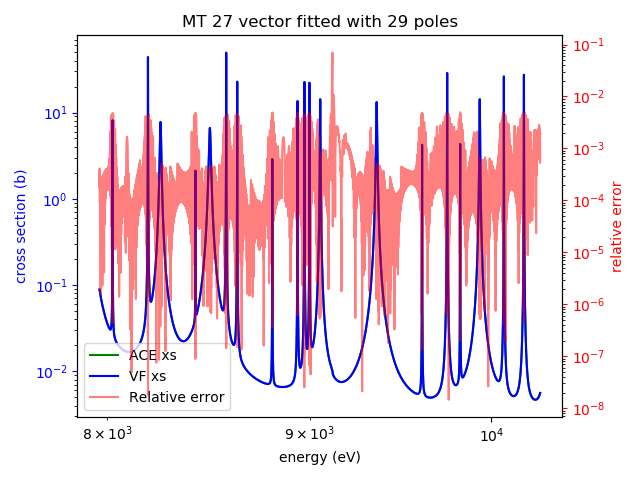 MT 27 vector fitted with 29 poles
cross section (b)
10¹
10⁰
10⁻¹
10⁻²
10⁻¹
10⁻²
10⁻³
10⁻⁴
10⁻⁵
10⁻⁶
10⁻⁷
10⁻⁸
relative error
ACE xs
VF xs
Relative error
8 × 10³
9 × 10³
10⁴
energy (eV)